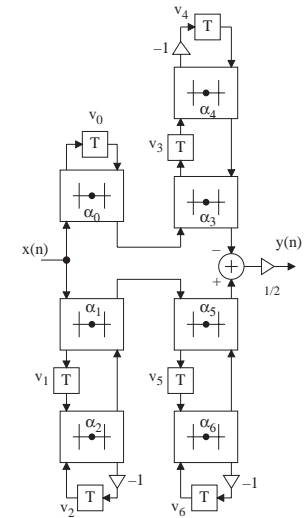 v₄
T
−1
α₄
v₀
T
v₃
T
α₀
α₃
x(n)
−
y(n)
+
1/2
α₁
α₅
v₁
T
v₅
T
α₂
α₆
−1
−1
v₂
T
v₆
T